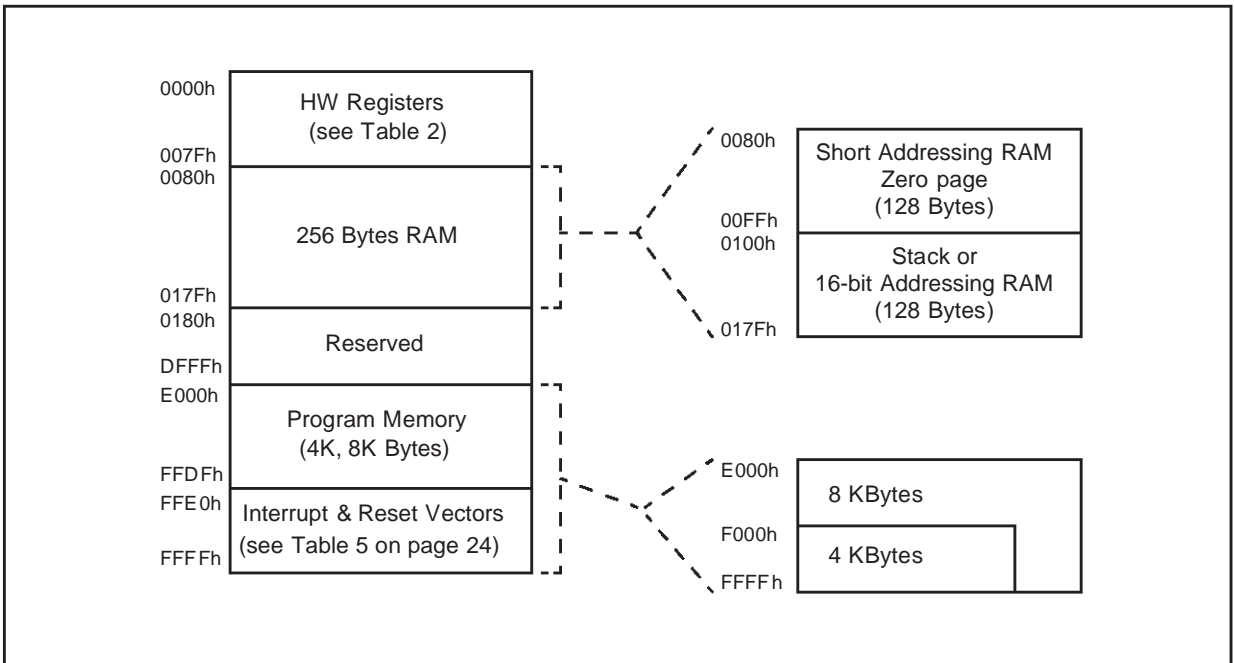 0000h
HW Registers
(see Table 2)
007Fh
0080h
256 Bytes RAM
017Fh
0180h
Reserved
DFFFh
E000h
Program Memory
(4K, 8K Bytes)
FFDFh
FFE0h
Interrupt & Reset Vectors
(see Table 5 on page 24)
FFFFh
0080h
Short Addressing RAM
Zero page
(128 Bytes)
00FFh
0100h
Stack or
16-bit Addressing RAM
(128 Bytes)
017Fh
E000h
8 KBytes
F000h
4 KBytes
FFFFh